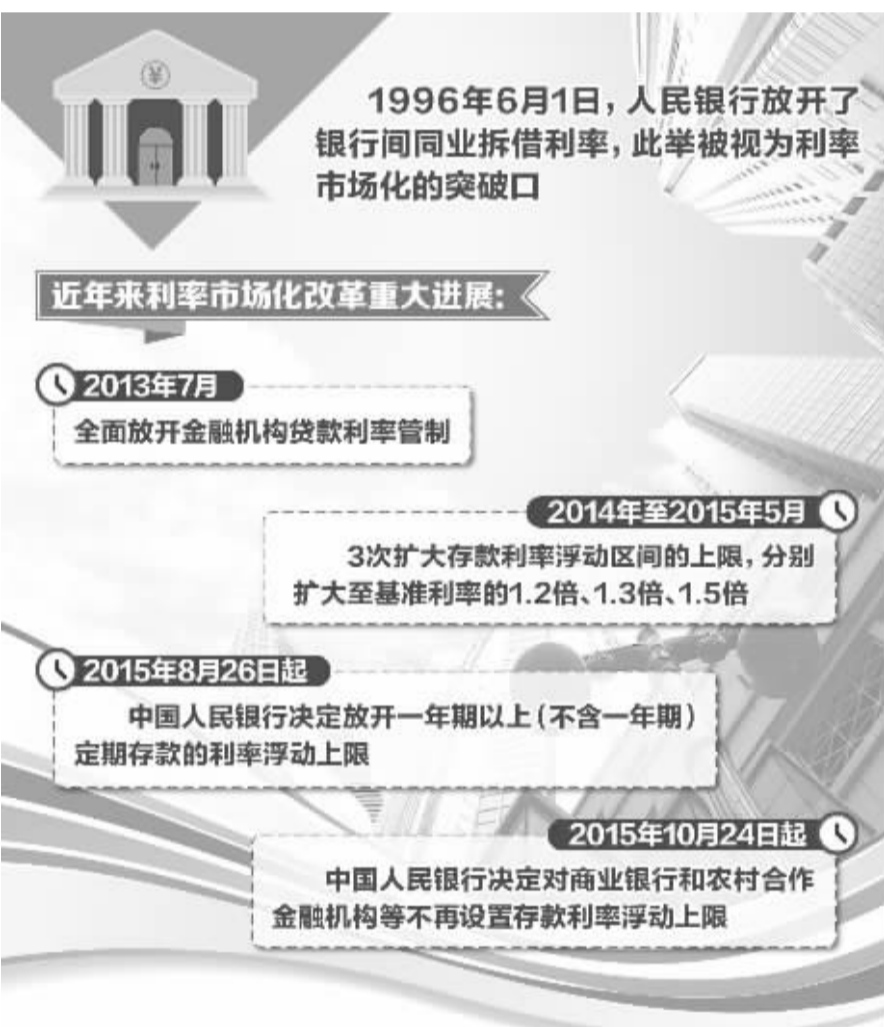 ¥
1996年6月1日，人民银行放开了
银行间同业拆借利率，此举被视为利率
市场化的突破口
近年来利率市场化改革重大进展：
2013年7月
全面放开金融机构贷款利率管制
2014年至2015年5月
3次扩大存款利率浮动区间的上限，分别
扩大至基准利率的1.2倍、1.3倍、1.5倍
2015年8月26日起
中国人民银行决定放开一年期以上（不含一年期）
定期存款的利率浮动上限
2015年10月24日起
中国人民银行决定对商业银行和农村合作
金融机构等不再设置存款利率浮动上限